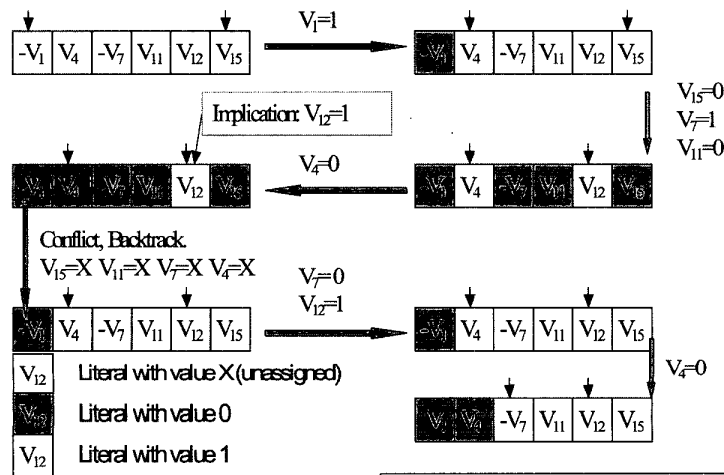 V1=1
-V1 V4 -V7 V11 V12 V15
-V1 V4 -V7 V11 V12 V15
Implication: V12=1
V15=0
V7=1
V11=0
V4=0
V12
V4 V12
Conflict, Backtrack.
V15=X V11=X V7=X V4=X
V7=0
V12=1
-V1 V4 -V7 V11 V12 V15
-V1 V4 -V7 V11 V12 V15
V4=0
V12 Literal with value X (unassigned)
Literal with value 0
-V7 V11 V12 V15
V12 Literal with value 1